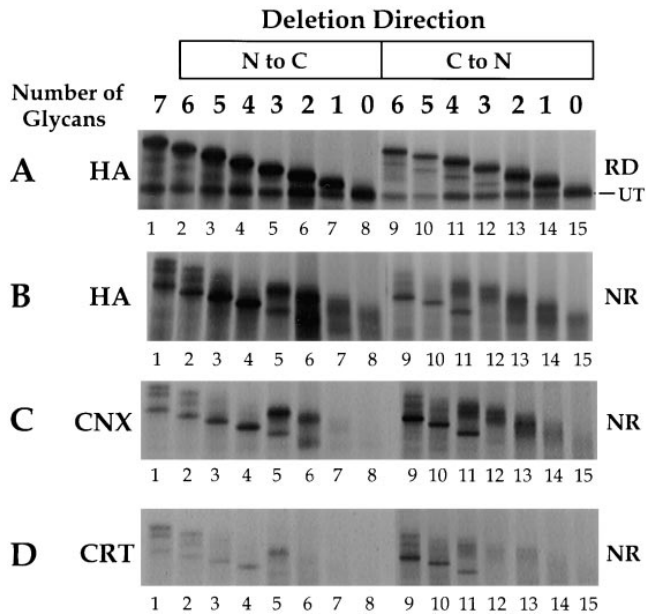 Deletion Direction
N to C C to N
Number of Glycans 7 6 5 4 3 2 1 0 6 5 4 3 2 1 0
A HA RD
UT
1 2 3 4 5 6 7 8 9 10 11 12 13 14 15
B HA NR
1 2 3 4 5 6 7 8 9 10 11 12 13 14 15
C CNX NR
1 2 3 4 5 6 7 8 9 10 11 12 13 14 15
D CRT NR
1 2 3 4 5 6 7 8 9 10 11 12 13 14 15